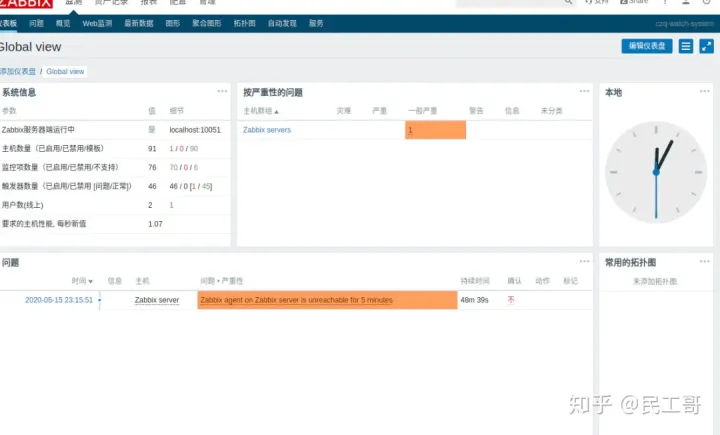 ZABBIX 监测 资产记录 报表 配置 管理 支持 Share ?
仪表板 问题 概览 Web监测 最新数据 图形 聚合图形 拓扑图 自动发现 服务 czq-watch-system
Global view 编辑仪表盘
添加仪表盘 / Global view
系统信息
参数 值 细节
Zabbix服务器端运行中 是 localhost:10051
主机数量（已启用/已禁用/模板） 91 1 / 0 / 90
监控项数量（已启用/已禁用/不支持） 76 70 / 0 / 6
触发器数量（已启用/已禁用 [问题/正常]） 46 46 / 0 [1 / 45]
用户数(线上) 2 1
要求的主机性能, 每秒新值 1.07
按严重性的问题
主机群组 灾难 严重 一般严重 警告 信息 未分类
Zabbix servers 1
本地
问题
时间 信息 主机 问题 • 严重性 持续时间 确认 动作 标记
2020-05-15 23:15:51 Zabbix server Zabbix agent on Zabbix server is unreachable for 5 minutes 48m 39s 不
常用的拓扑图
未添加拓扑图
知乎 @民工哥